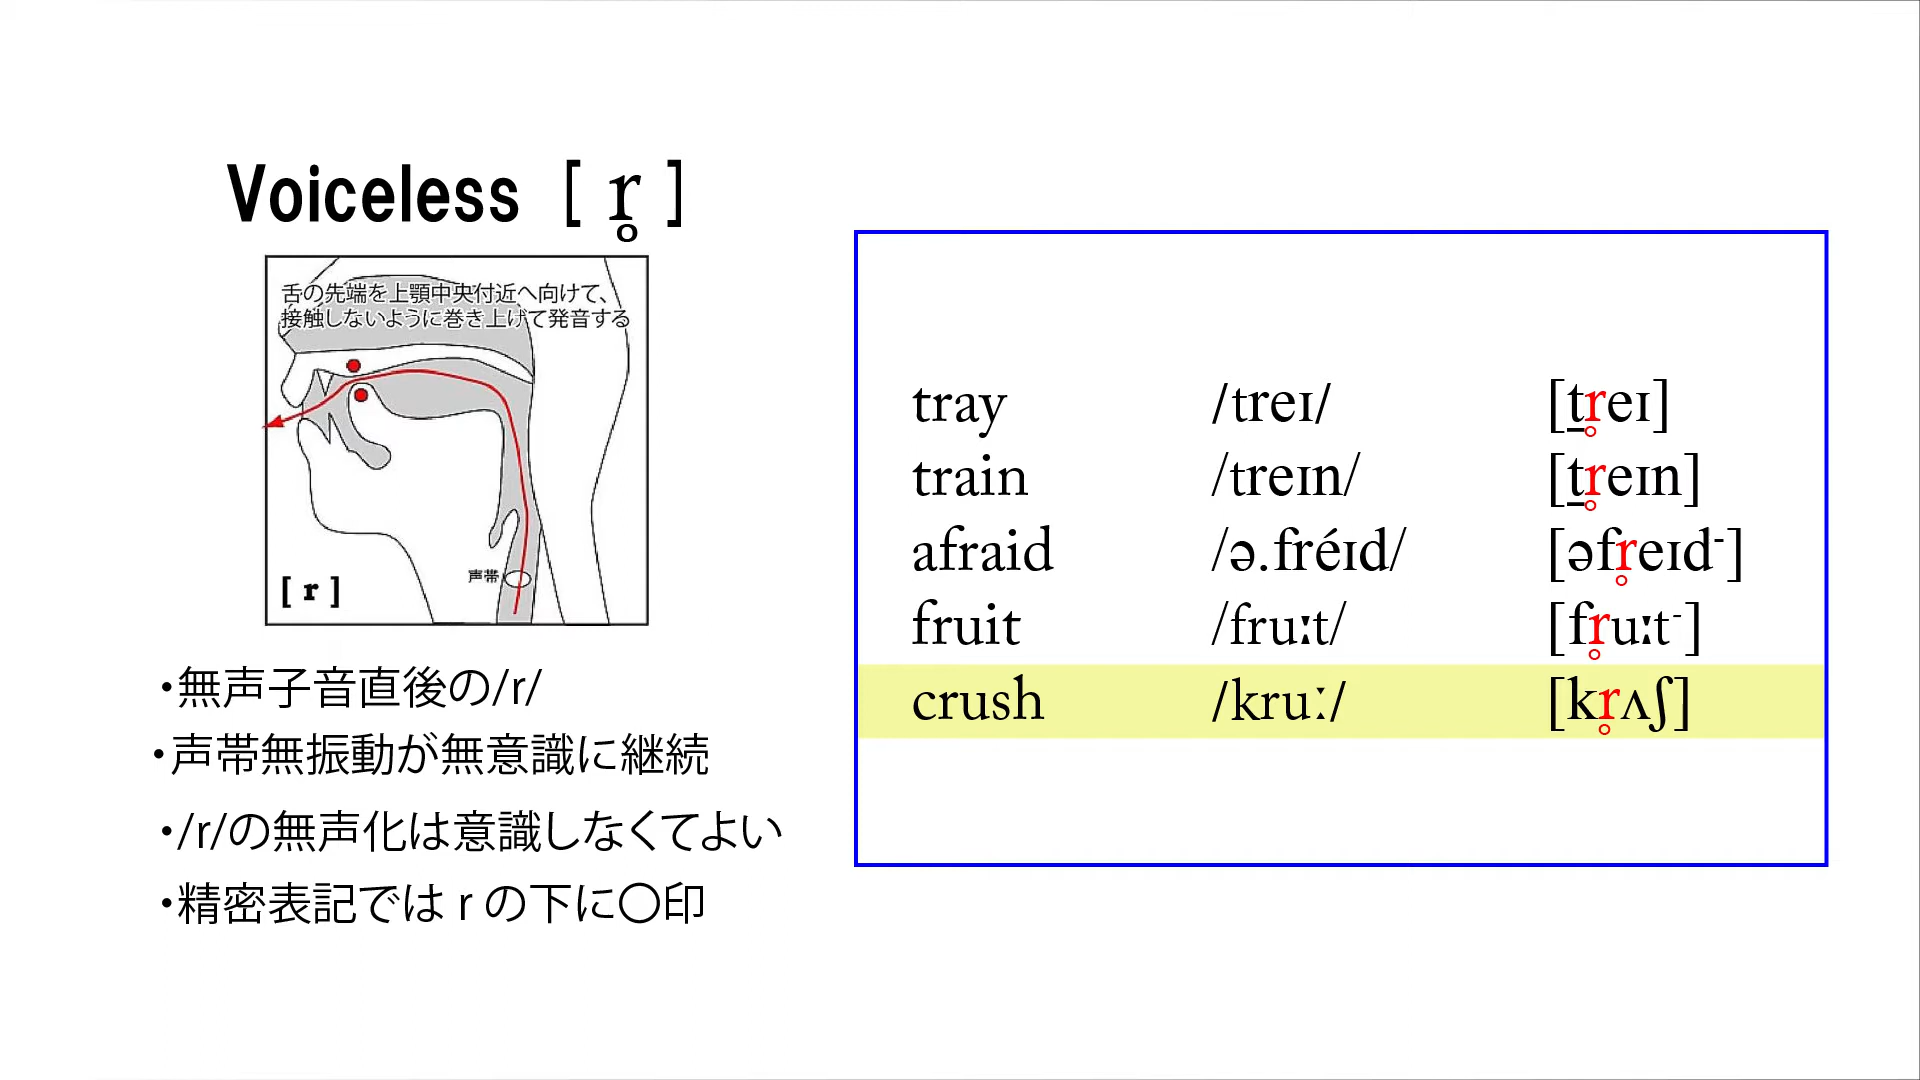 Voiceless [ r̥ ]
舌の先端を上顎中央付近へ向けて、
接触しないように巻き上げて発音する
声帯
[ r ]
・無声子音直後の/r/
・声帯無振動が無意識に継続
・/r/の無声化は意識しなくてよい
・精密表記では r の下に〇印
tray /treɪ/ [t̠r̥eɪ]
train /treɪn/ [t̠r̥eɪn]
afraid /ə.fréɪd/ [əfr̥eɪd⁻]
fruit /fruːt/ [fr̥uːt⁻]
crush /kruː/ [kr̥ʌʃ]